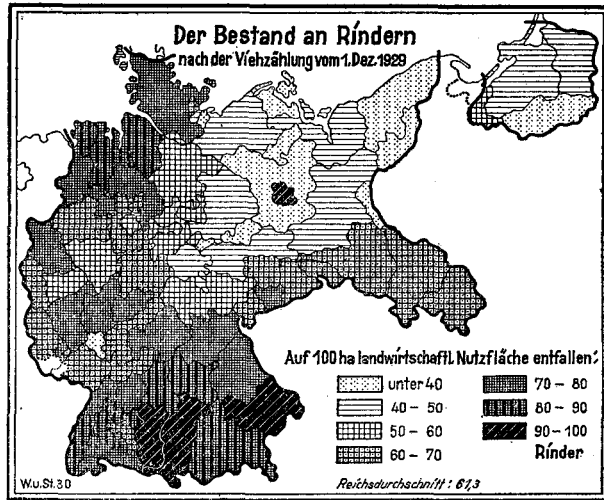 Der Bestand an Rindern
nach der Viehzählung vom 1. Dez. 1929
Auf 100 ha landwirtschaftl. Nutzfläche entfallen:
unter 40
40 - 50
50 - 60
60 - 70
70 - 80
80 - 90
90 - 100
Rinder
W.u.St.30
Reichsdurchschnitt: 61,3